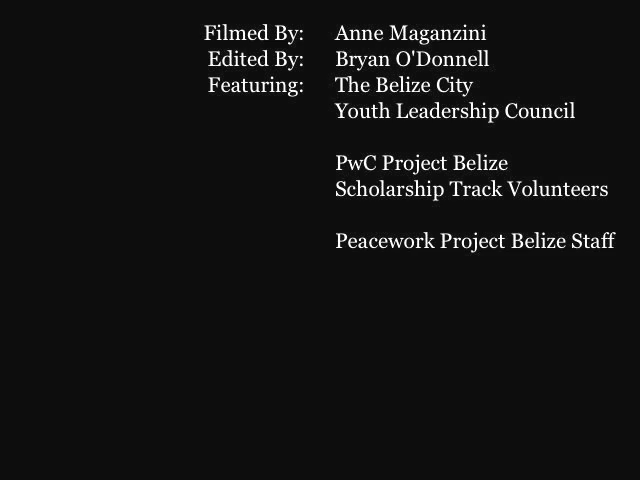 Filmed By: Anne Maganzini
Edited By: Bryan O'Donnell
Featuring: The Belize City
Youth Leadership Council
PwC Project Belize
Scholarship Track Volunteers
Peacework Project Belize Staff